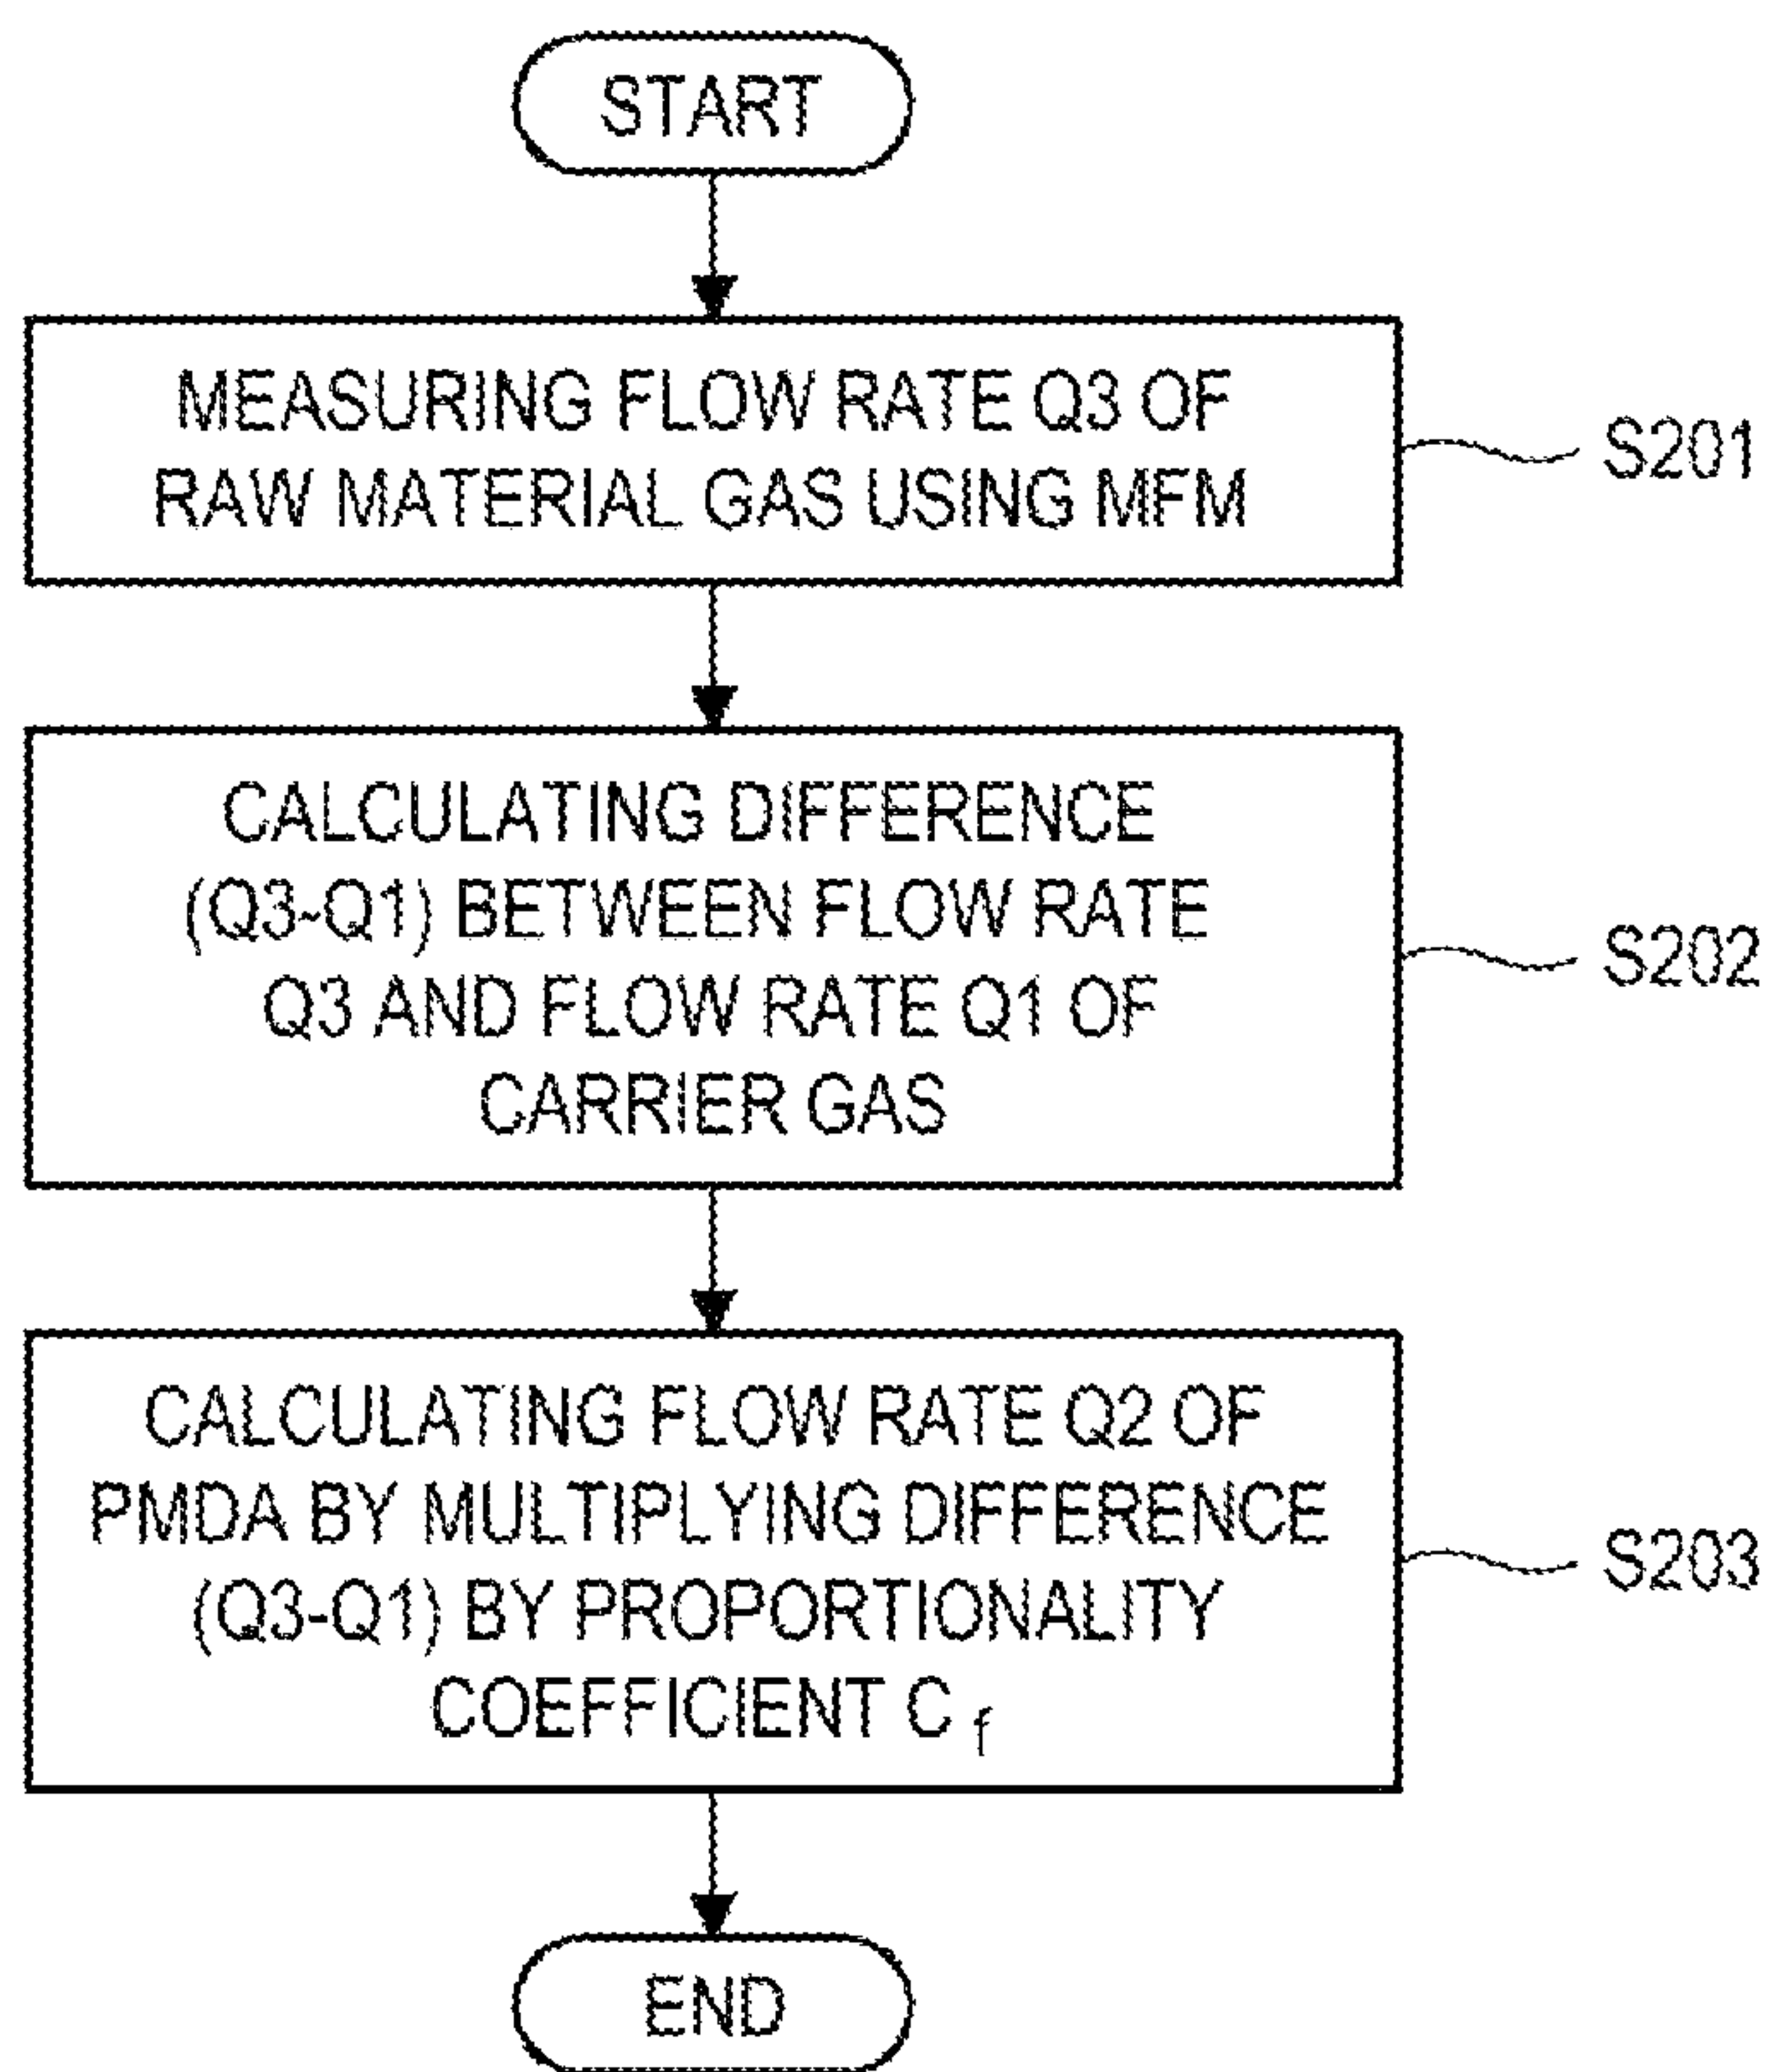 START
MEASURING FLOW RATE Q3 OF
RAW MATERIAL GAS USING MFM
S201
CALCULATING DIFFERENCE
(Q3-Q1) BETWEEN FLOW RATE
Q3 AND FLOW RATE Q1 OF
CARRIER GAS
S202
CALCULATING FLOW RATE Q2 OF
PMDA BY MULTIPLYING DIFFERENCE
(Q3-Q1) BY PROPORTIONALITY
COEFFICIENT C f
S203
END